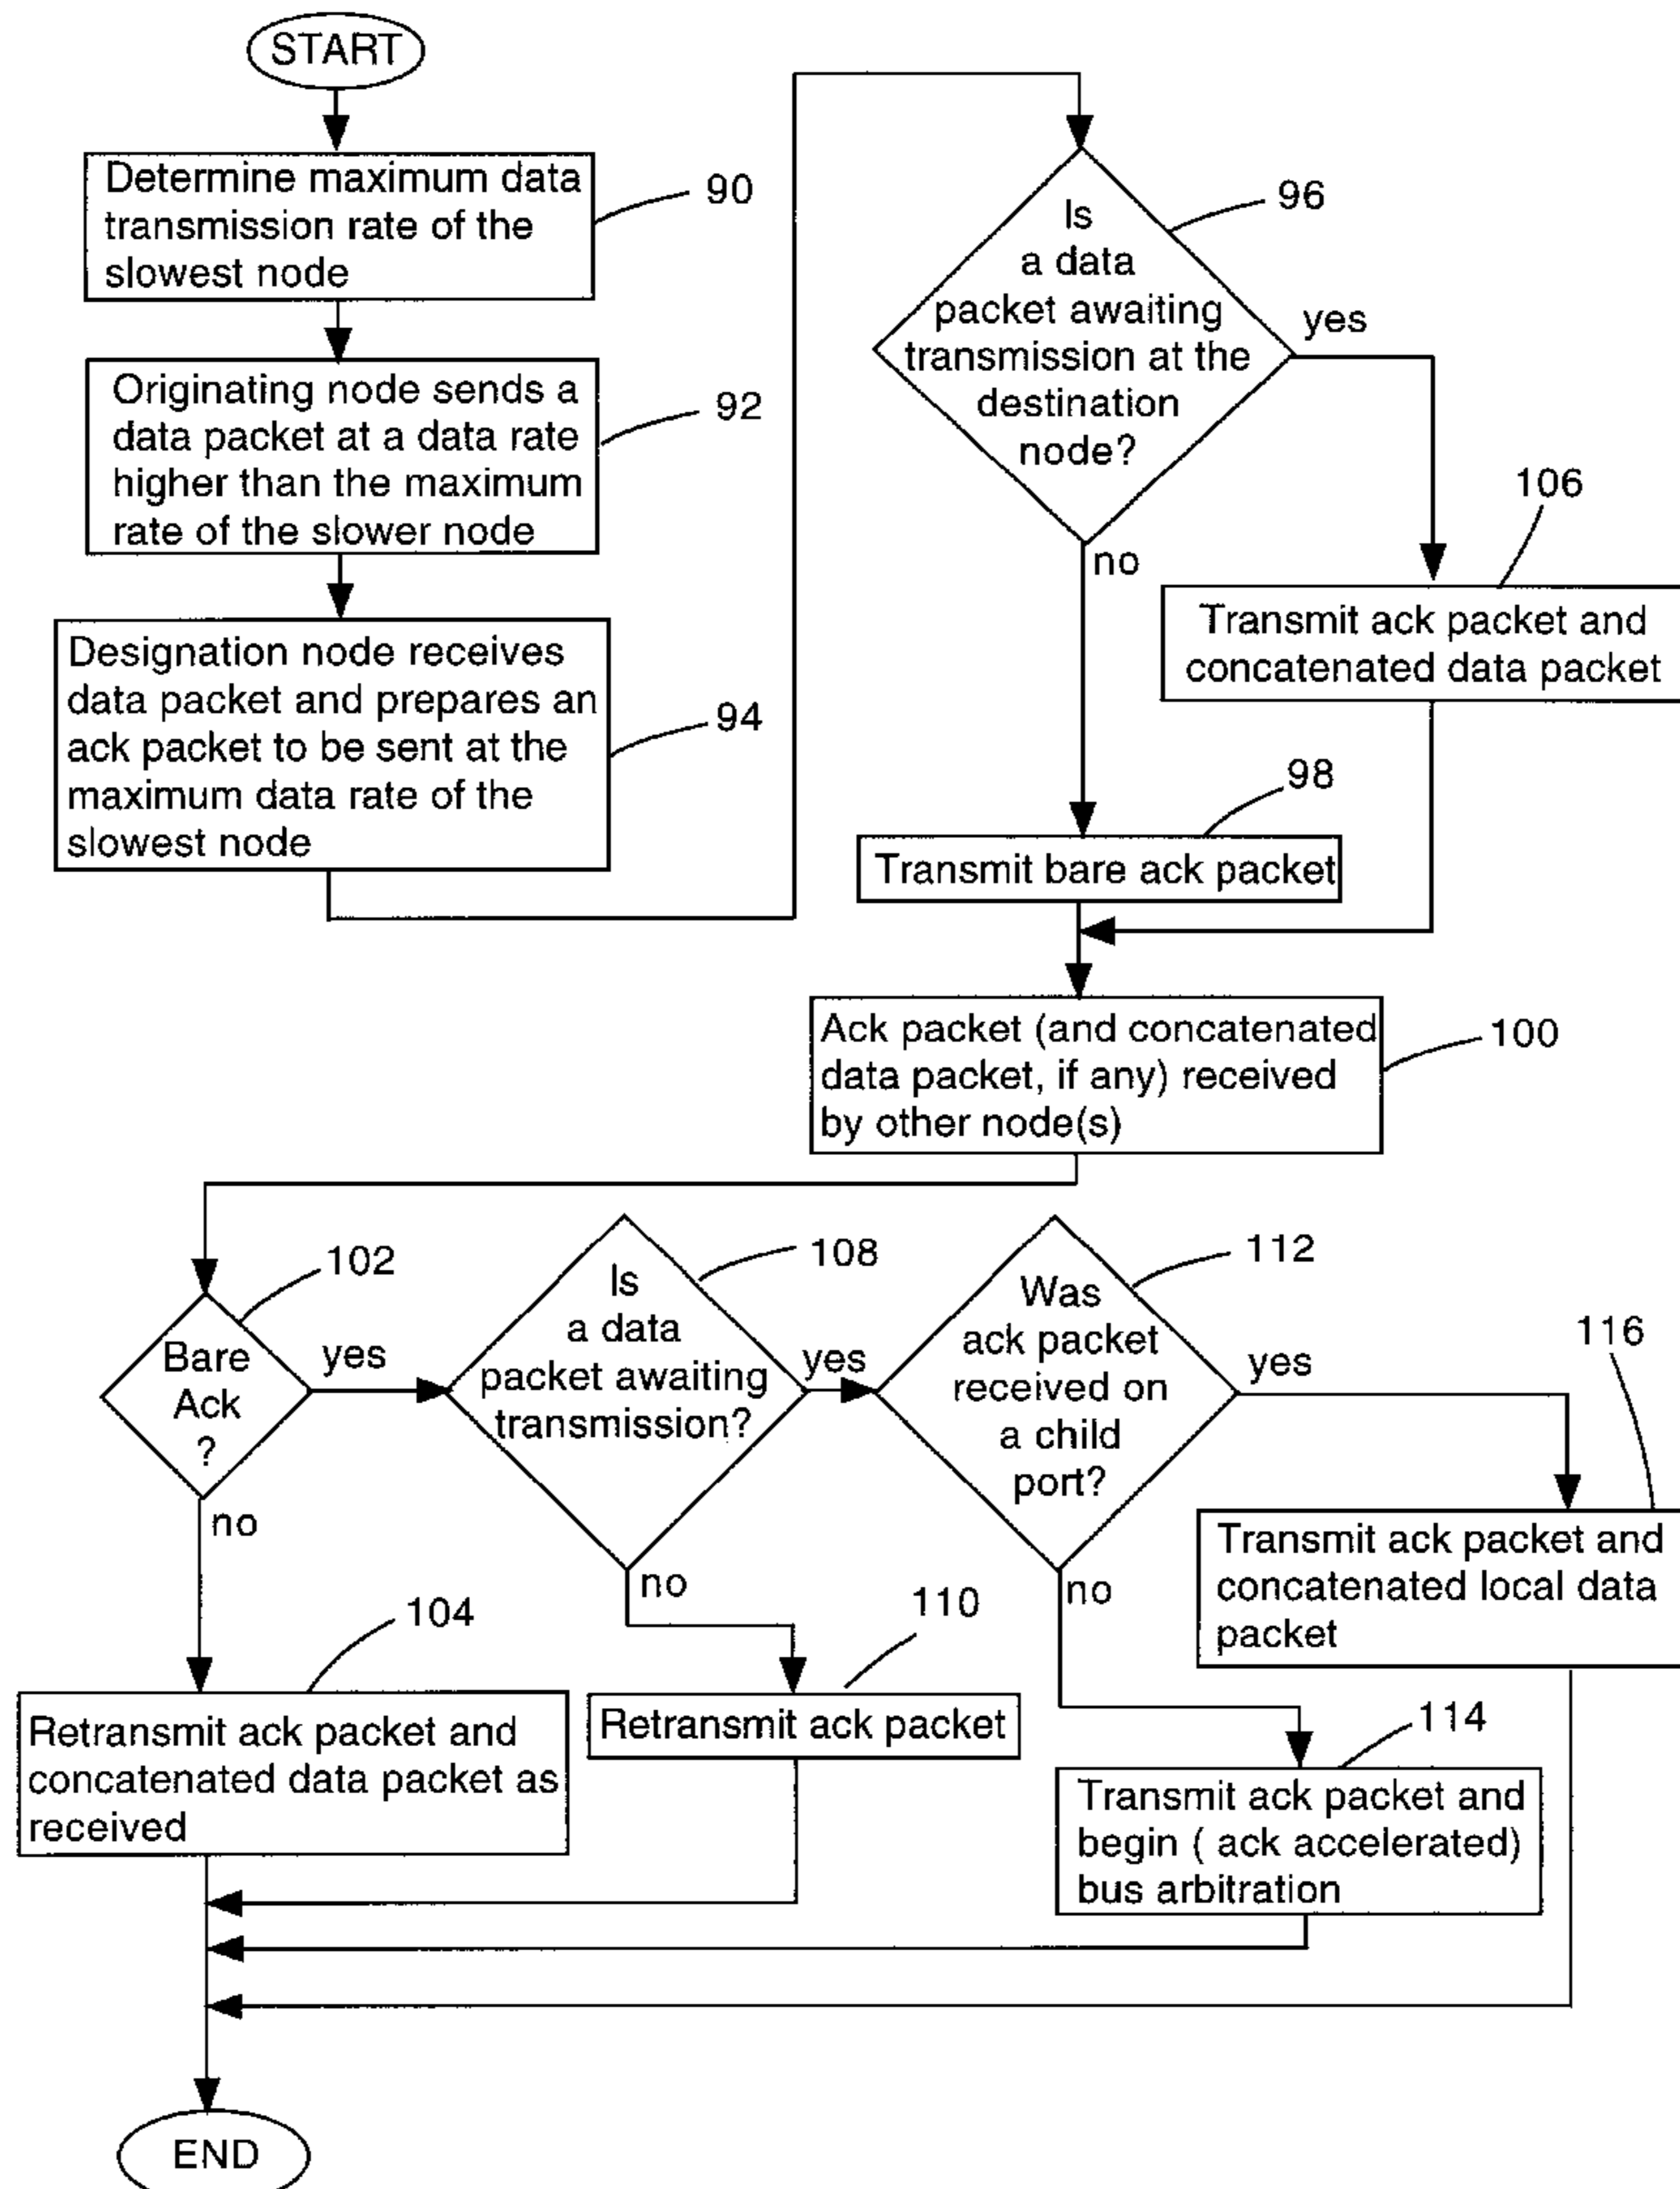 START
Determine maximum data
transmission rate of the
slowest node
90
Originating node sends a
data packet at a data rate
higher than the maximum
rate of the slower node
92
Designation node receives
data packet and prepares an
ack packet to be sent at the
maximum data rate of the
slowest node
94
Is
a data
packet awaiting
transmission at the
destination
node?
96
yes
no
106
Transmit ack packet and
concatenated data packet
98
Transmit bare ack packet
Ack packet (and concatenated
data packet, if any) received
by other node(s)
100
Bare
Ack
?
102
yes
no
Is
a data
packet awaiting
transmission?
108
yes
no
Was
ack packet
received on
a child
port?
112
yes
no
116
Transmit ack packet and
concatenated local data
packet
104
Retransmit ack packet and
concatenated data packet as
received
110
Retransmit ack packet
114
Transmit ack packet and
begin ( ack accelerated)
bus arbitration
END